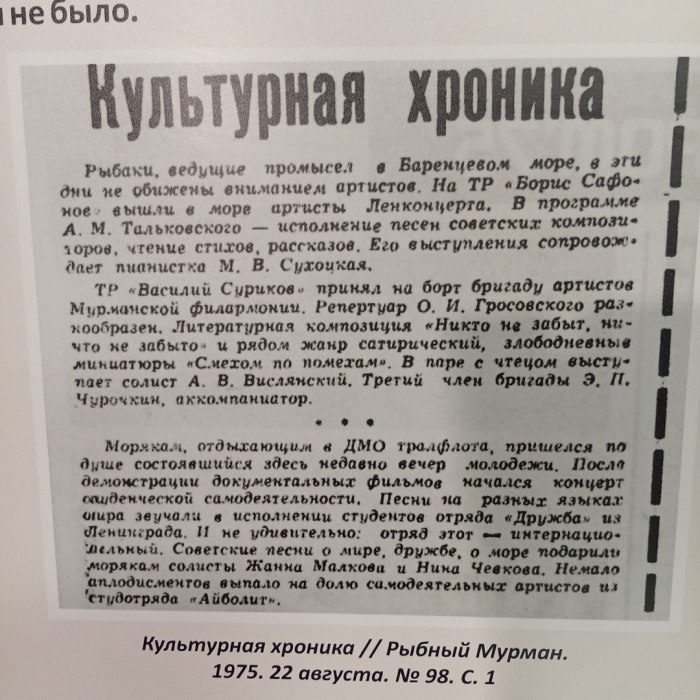 и не было.
Культурная хроника
Рыбаки, ведущие промысел в Баренцевом море, в эти
дни не обижены вниманием артистов. На ТР «Борис Сафо-
нов» вышли в море артисты Ленконцерта. В программе
А. М. Тальковского — исполнение песен советских компози-
торов, чтение стихов, рассказов. Его выступления сопровож-
дает пианистка М. В. Сухоцкая.
ТР «Василий Суриков» принял на борт бригаду артистов
Мурманской филармонии. Репертуар О. И. Гросовского раз-
нообразен. Литературная композиция «Никто не забыт, ни-
что не забыто» и рядом жанр сатирический, злободневные
миниатюры «Смехом по помехам». В паре с чтецом высту-
пает солист А. В. Вислянский. Третий член бригады Э. П.
Чурочкин, аккомпаниатор.
• • •
Морякам, отдыхающим в ДМО тралфлота, пришелся по
душе состоявшийся здесь недавно вечер молодежи. После
демонстрации документальных фильмов начался концерт
студенческой самодеятельности. Песни на разных языках
мира звучали в исполнении студентов отряда «Дружба» из
Ленинграда. И не удивительно: отряд этот — интернацио-
нальный. Советские песни о мире, дружбе, о море подарили
морякам солисты Жанна Малкова и Нина Чевкова. Немало
аплодисментов выпало на долю самодеятельных артистов из
студотряда «Айболит».
Культурная хроника // Рыбный Мурман.
1975. 22 августа. № 98. С. 1